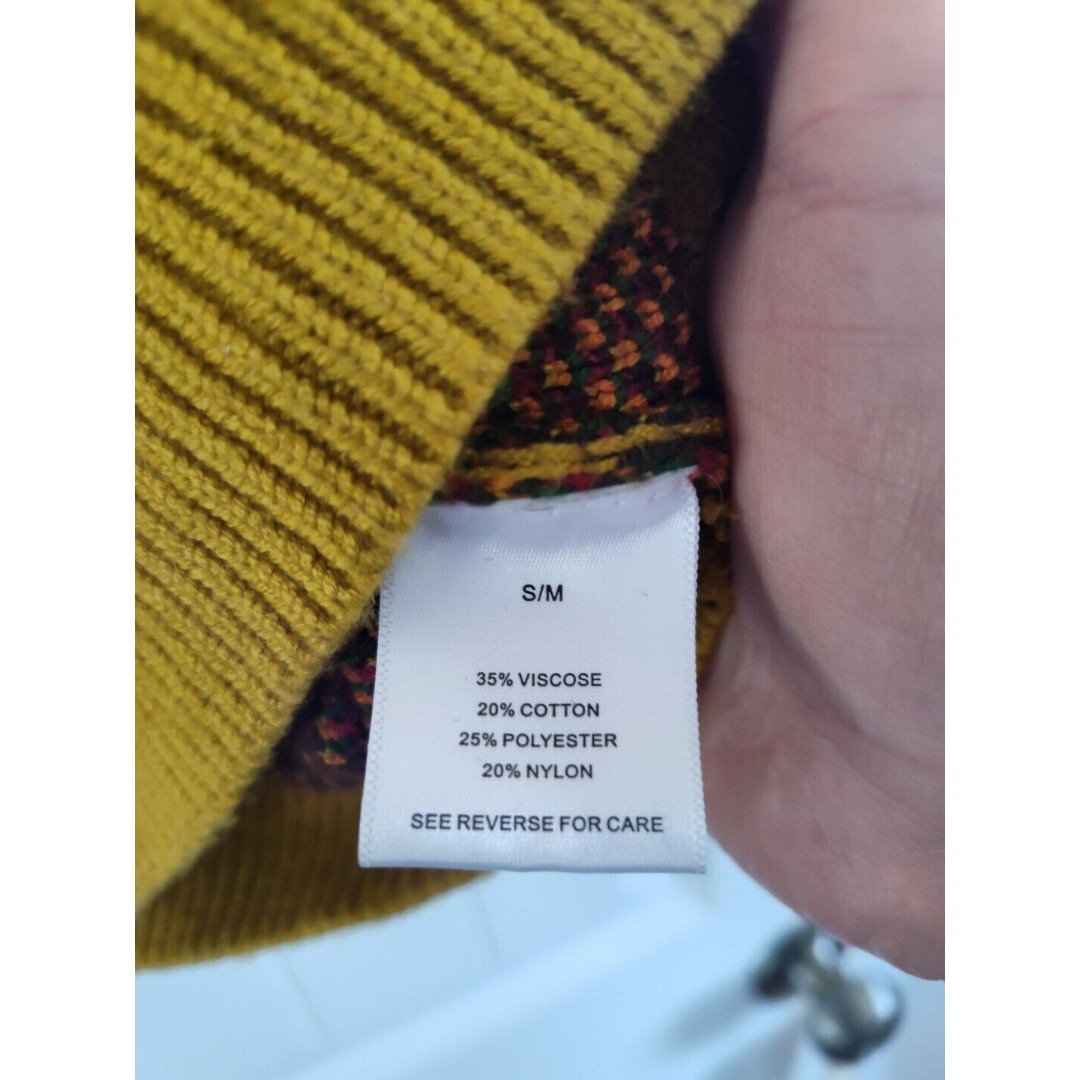 S/M
35% VISCOSE
20% COTTON
25% POLYESTER
20% NYLON
SEE REVERSE FOR CARE